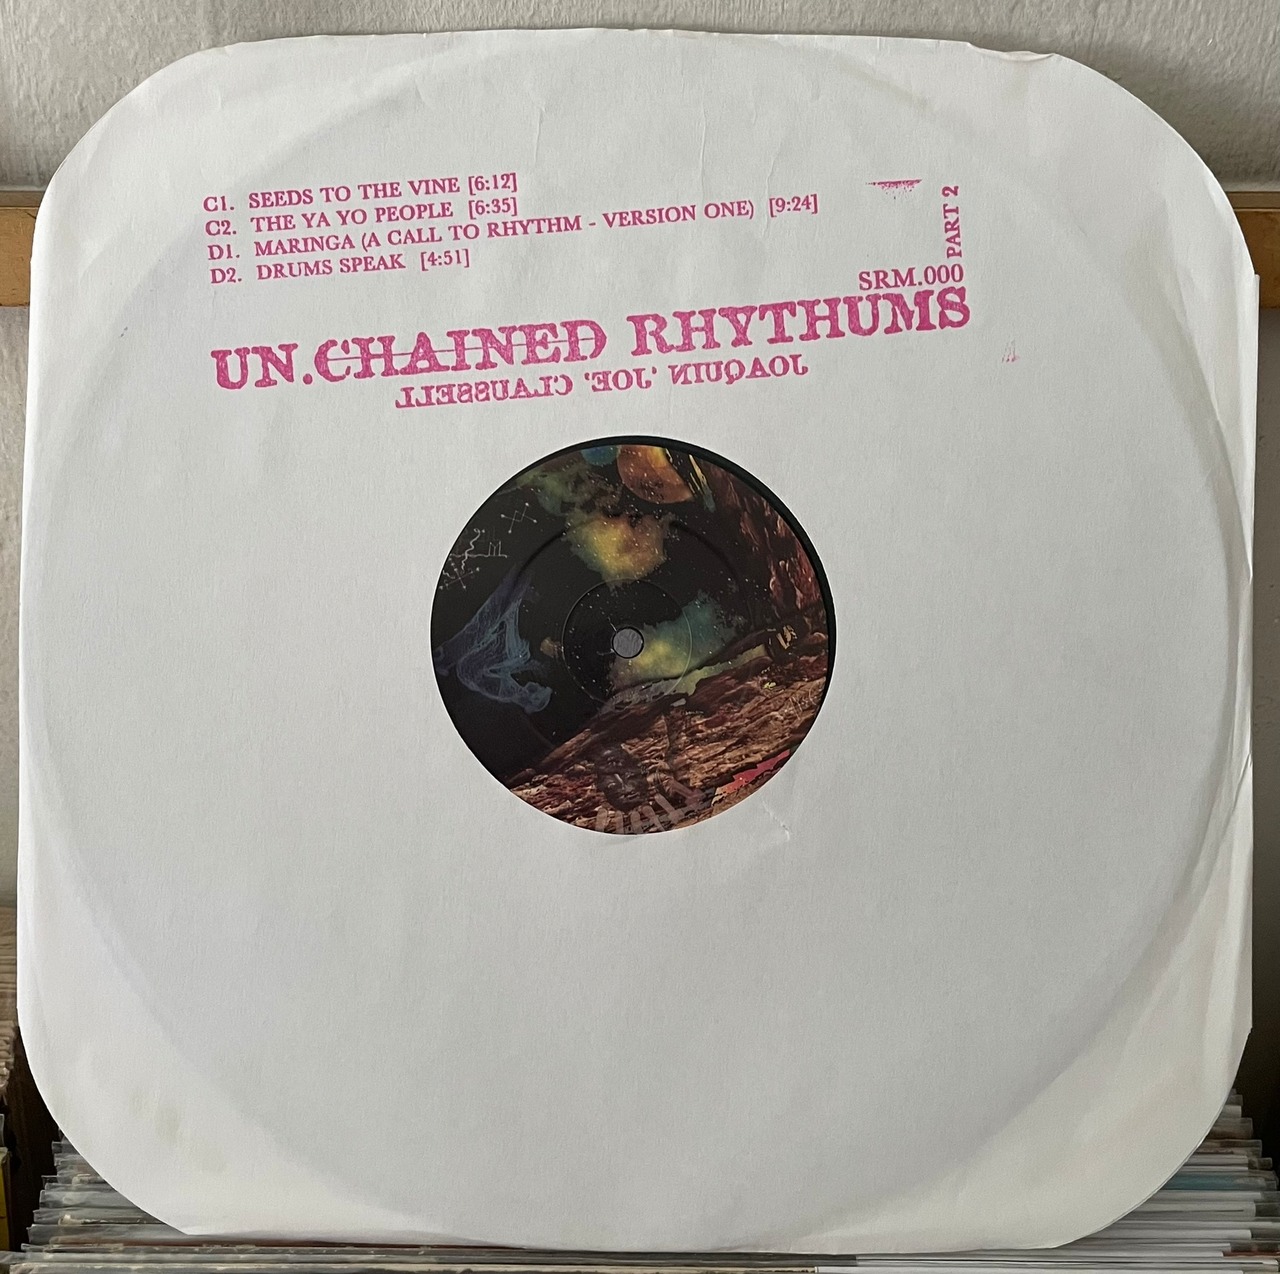 C1. SEEDS TO THE VINE [6:12]
C2. THE YA YO PEOPLE [6:35]
D1. MARINGA (A CALL TO RHYTHM - VERSION ONE) [9:24]
D2. DRUMS SPEAK [4:51]
PART 2
SRM.000
UN.CHAINED RHYTHUMS
JOAQUIN 'JOE' CLAUSSELL